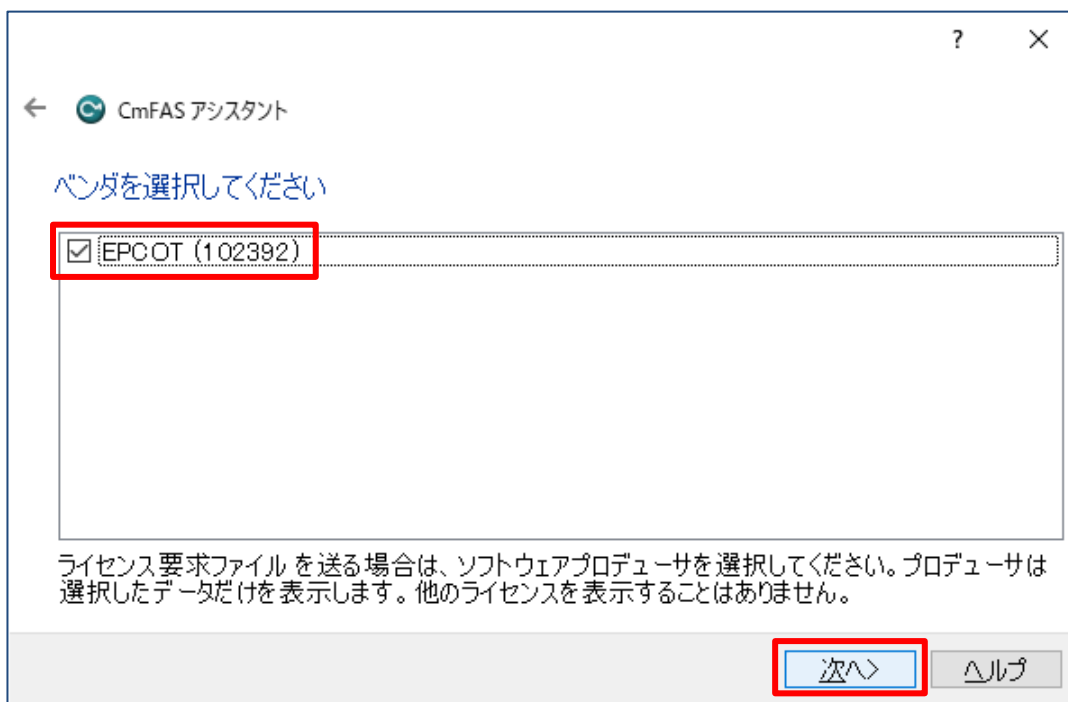 ?
CmFAS アシスタント
ベンダを選択してください
EPCOT (102392)
ライセンス要求ファイル を送る場合は、ソフトウェアプロデューサを選択してください。プロデューサは
選択したデータだけを表示します。他のライセンスを表示することはありません。
次へ> ヘルプ